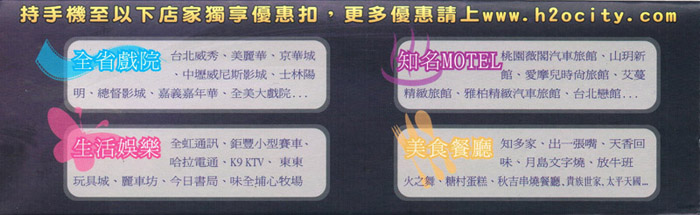 持手機至以下店家獨享優惠扣，更多優惠請上www.h2ocity.com
全省戲院
台北威秀、美麗華、京華城
、中壢威尼斯影城、士林陽
明、總督影城、嘉義嘉年華、全美大戲院...
知名MOTEL
桃園薇閣汽車旅館、山玥新
館、愛摩兒時尚旅館、艾蔓
精緻旅館、雅柏精緻汽車旅館、台北戀館...
生活娛樂
全虹通訊、鉅豐小型賽車、
哈拉電通、K9 KTV、東東
玩具城、麗車坊、今日書局、味全埔心牧場
美食餐廳
知多家、出一張嘴、天香回
味、月島文字燒、放牛班
火之舞、糖村蛋糕、秋吉串燒餐廳.貴族世家.太平天國...